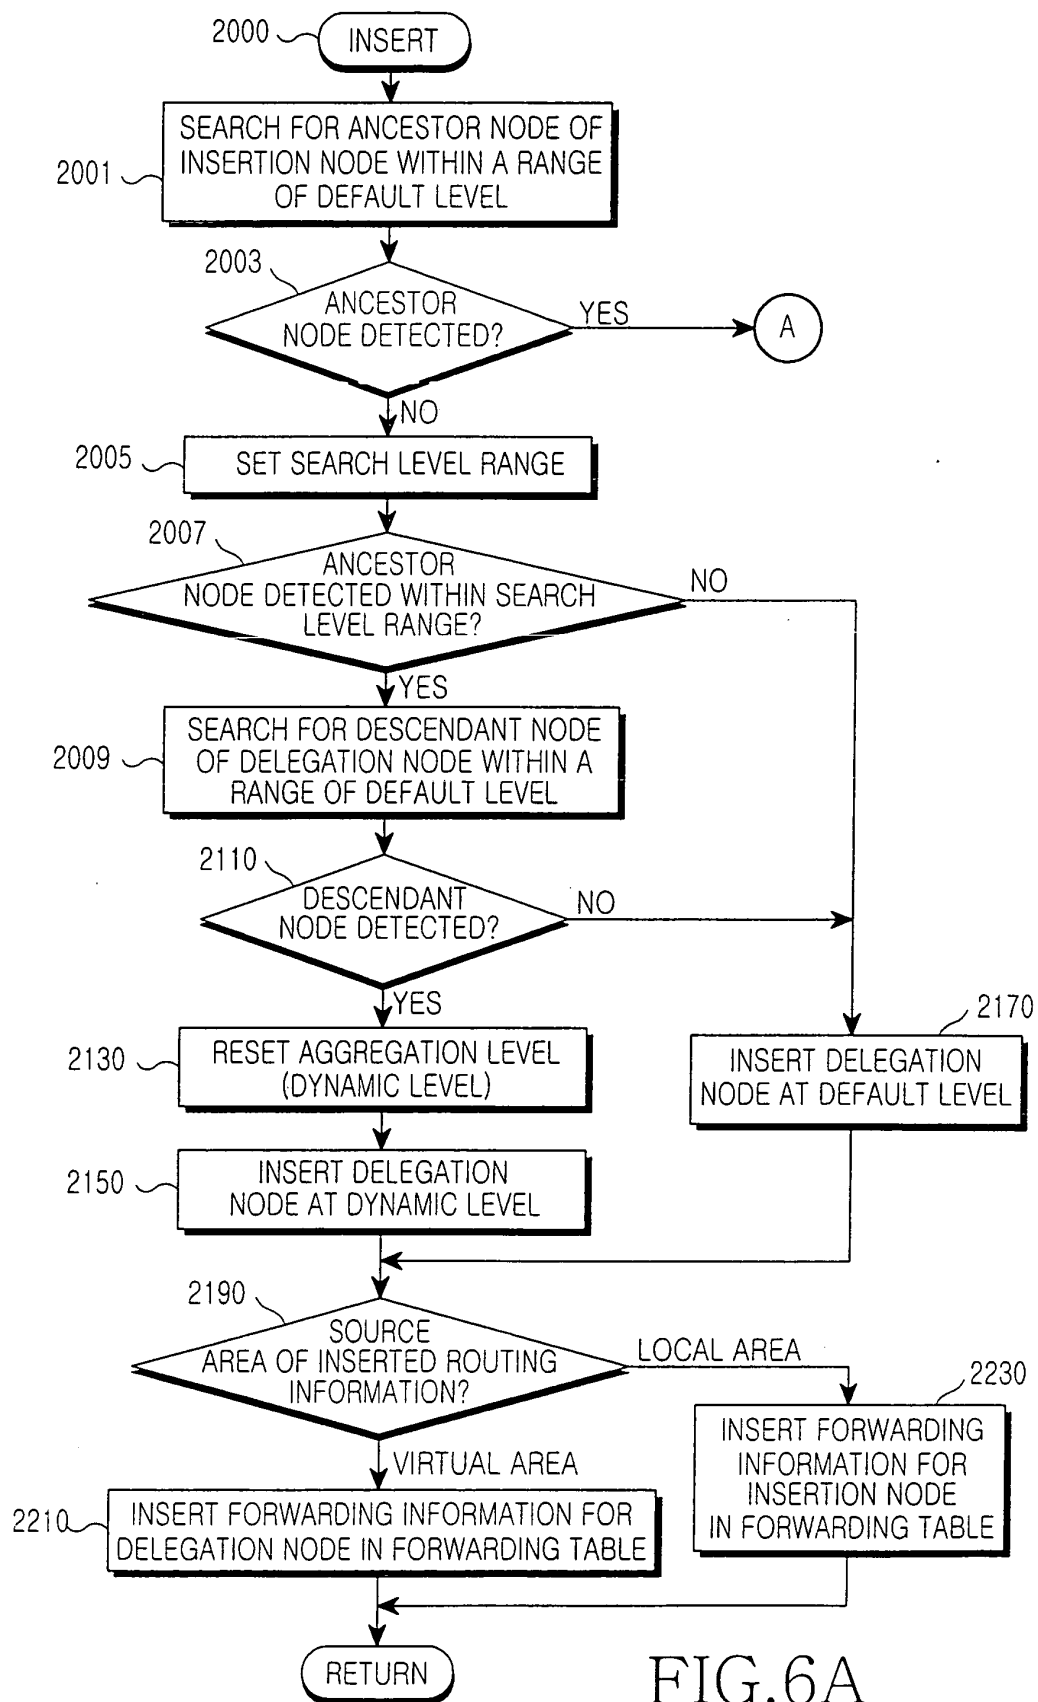 2000
INSERT
SEARCH FOR ANCESTOR NODE OF
INSERTION NODE WITHIN A RANGE
OF DEFAULT LEVEL
2001
2003
ANCESTOR
NODE DETECTED?
YES
A
NO
2005
SET SEARCH LEVEL RANGE
2007
ANCESTOR
NODE DETECTED WITHIN SEARCH
LEVEL RANGE?
NO
YES
2009
SEARCH FOR DESCENDANT NODE
OF DELEGATION NODE WITHIN A
RANGE OF DEFAULT LEVEL
2110
DESCENDANT
NODE DETECTED?
NO
YES
2130
RESET AGGREGATION LEVEL
(DYNAMIC LEVEL)
2170
INSERT DELEGATION
NODE AT DEFAULT LEVEL
2150
INSERT DELEGATION
NODE AT DYNAMIC LEVEL
2190
SOURCE
AREA OF INSERTED ROUTING
INFORMATION?
LOCAL AREA
2230
INSERT FORWARDING
INFORMATION FOR
INSERTION NODE
IN FORWARDING TABLE
VIRTUAL AREA
2210
INSERT FORWARDING INFORMATION FOR
DELEGATION NODE IN FORWARDING TABLE
RETURN
FIG.6A